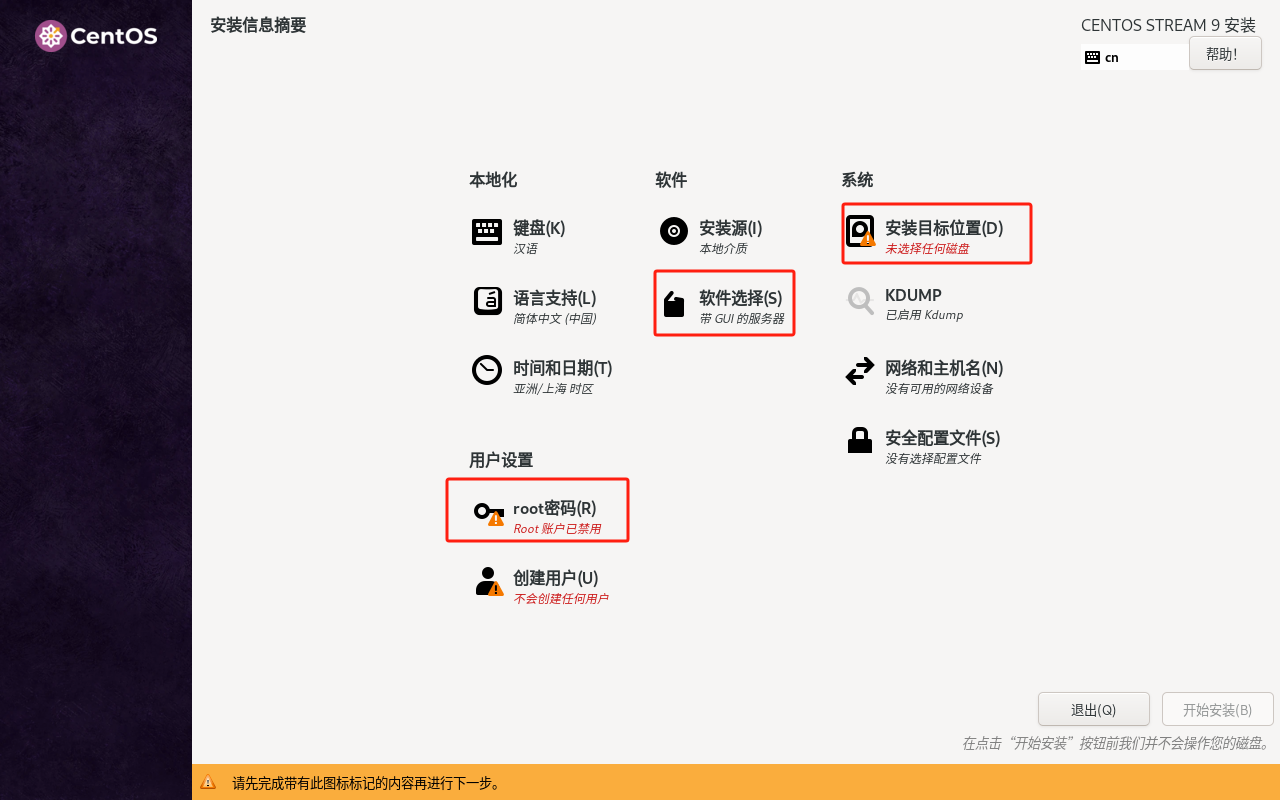 CentOS
安装信息摘要
CENTOS STREAM 9 安装
cn
帮助!
本地化
键盘(K)
汉语
语言支持(L)
简体中文 (中国)
时间和日期(T)
亚洲/上海 时区
软件
安装源(I)
本地介质
软件选择(S)
带 GUI 的服务器
系统
安装目标位置(D)
未选择任何磁盘
KDUMP
已启用 Kdump
网络和主机名(N)
没有可用的网络设备
安全配置文件(S)
没有选择配置文件
用户设置
root密码(R)
Root 账户已禁用
创建用户(U)
不会创建任何用户
退出(Q)
开始安装(B)
在点击“开始安装”按钮前我们并不会操作您的磁盘。
请先完成带有此图标标记的内容再进行下一步。